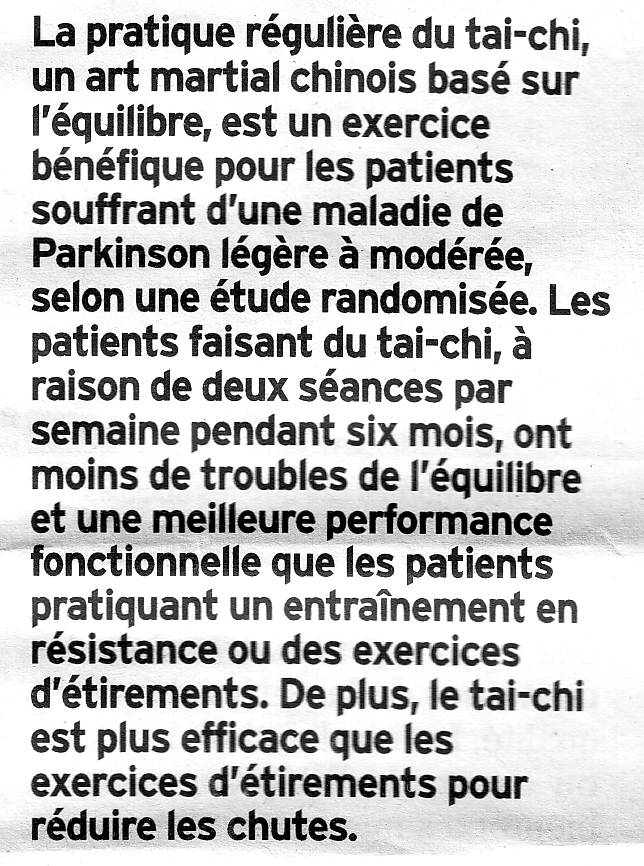 La pratique régulière du tai-chi,
un art martial chinois basé sur
l'équilibre, est un exercice
bénéfique pour les patients
souffrant d'une maladie de
Parkinson légère à modérée,
selon une étude randomisée. Les
patients faisant du tai-chi, à
raison de deux séances par
semaine pendant six mois, ont
moins de troubles de l'équilibre
et une meilleure performance
fonctionnelle que les patients
pratiquant un entraînement en
résistance ou des exercices
d'étirements. De plus, le tai-chi
est plus efficace que les
exercices d'étirements pour
réduire les chutes.